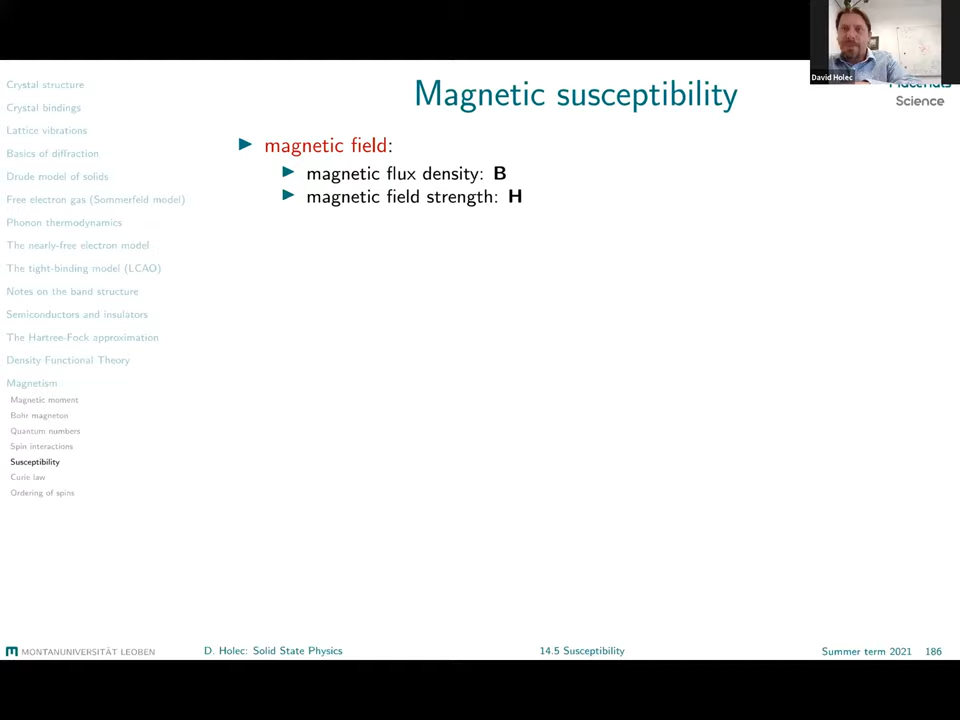 David Holec
Materials
Science
Magnetic susceptibility
Crystal structure
Crystal bindings
Lattice vibrations
Basics of diffraction
Drude model of solids
Free electron gas (Sommerfeld model)
Phonon thermodynamics
The nearly-free electron model
The tight-binding model (LCAO)
Notes on the band structure
Semiconductors and insulators
The Hartree-Fock approximation
Density Functional Theory
Magnetism
Magnetic moment
Bohr magneton
Quantum numbers
Spin interactions
Susceptibility
Curie law
Ordering of spins
▶ magnetic field:
▶ magnetic flux density: B
▶ magnetic field strength: H
MONTANUNIVERSITÄT LEOBEN
D. Holec: Solid State Physics
14.5 Susceptibility
Summer term 2021 186